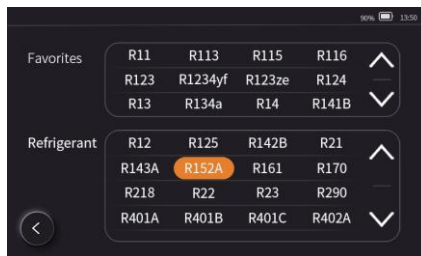 90% 13:50
Favorites R11 R113 R115 R116
R123 R1234yf R123ze R124
R13 R134a R14 R141B
Refrigerant R12 R125 R142B R21
R143A R152A R161 R170
R218 R22 R23 R290
R401A R401B R401C R402A